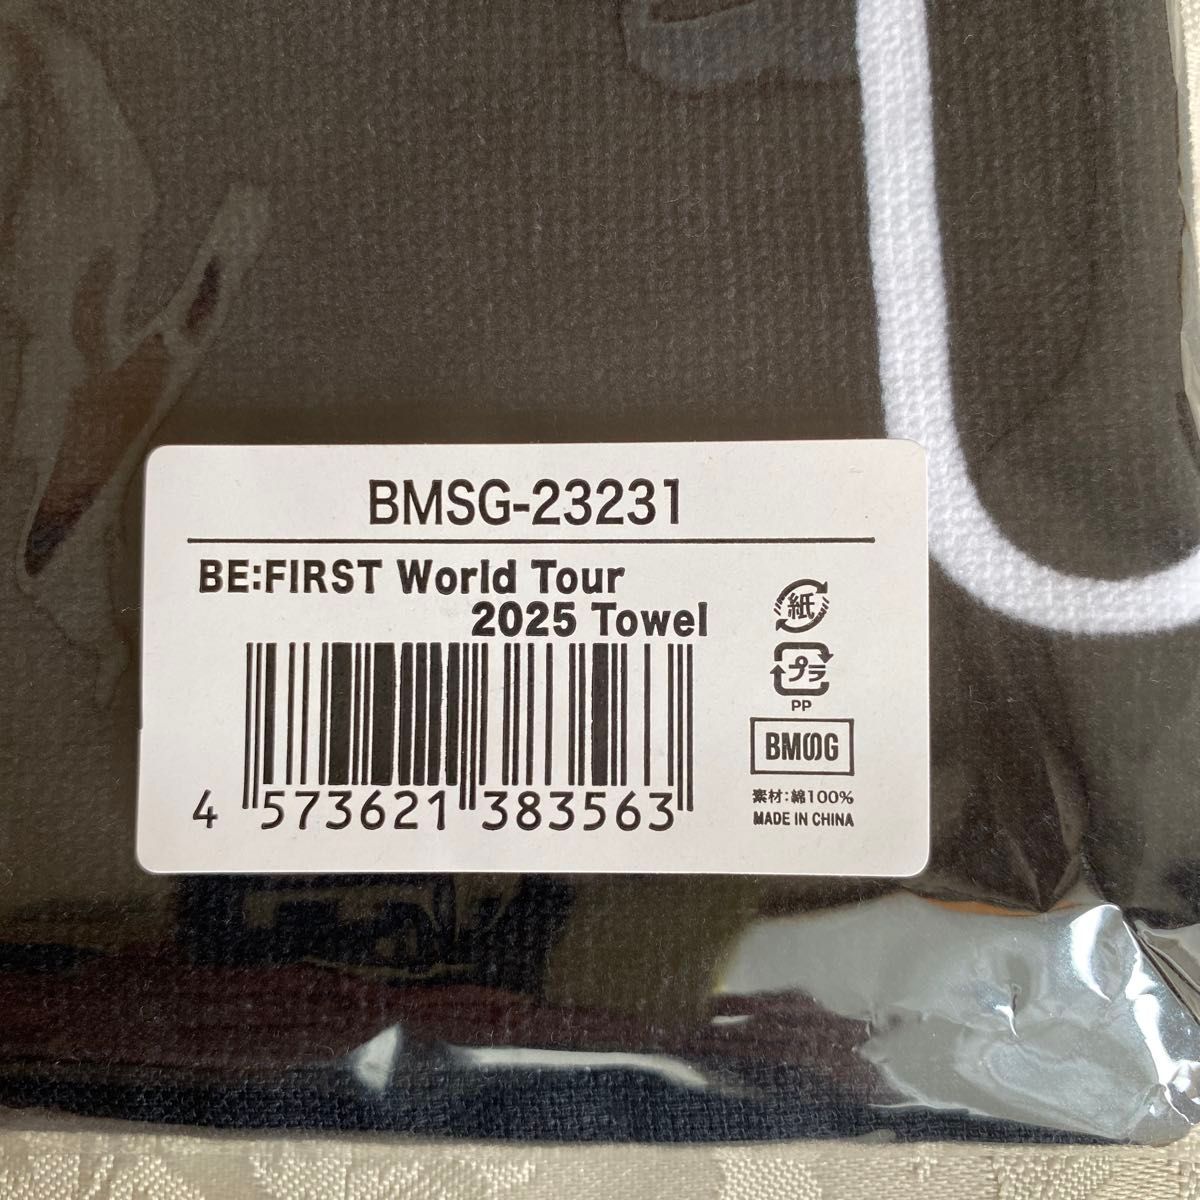 BMSG-23231
BE:FIRST World Tour
2025 Towel
4 573621 383563
紙
プラ
PP
BMSG
素材:綿100%
MADE IN CHINA